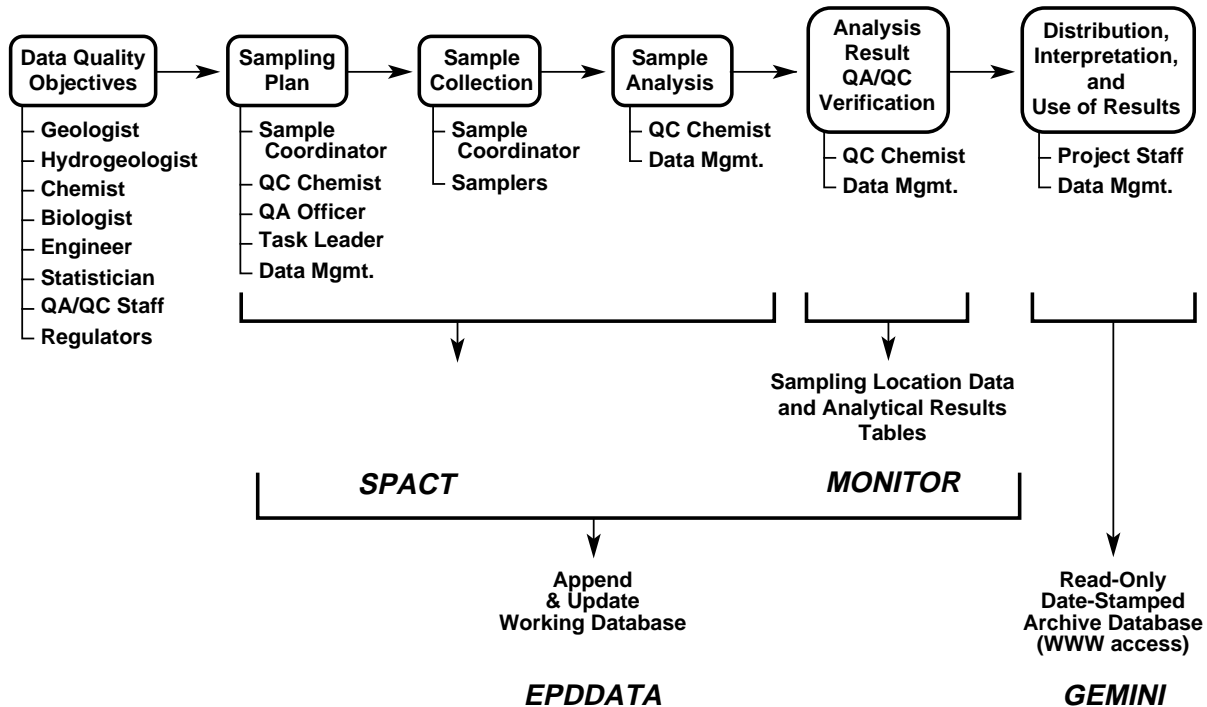 Data Quality
Objectives
Geologist
Hydrogeologist
Chemist
Biologist
Engineer
Statistician
QA/QC Staff
Regulators
Sampling
Plan
Sample
Coordinator
QC Chemist
QA Officer
Task Leader
Data Mgmt.
Sample
Collection
Sample
Coordinator
Samplers
Sample
Analysis
QC Chemist
Data Mgmt.
Analysis
Result
QA/QC
Verification
QC Chemist
Data Mgmt.
Distribution,
Interpretation,
and
Use of Results
Project Staff
Data Mgmt.
Sampling Location Data
and Analytical Results
Tables
SPACT
MONITOR
Append
& Update
Working Database
Read-Only
Date-Stamped
Archive Database
(WWW access)
EPDDATA
GEMINI